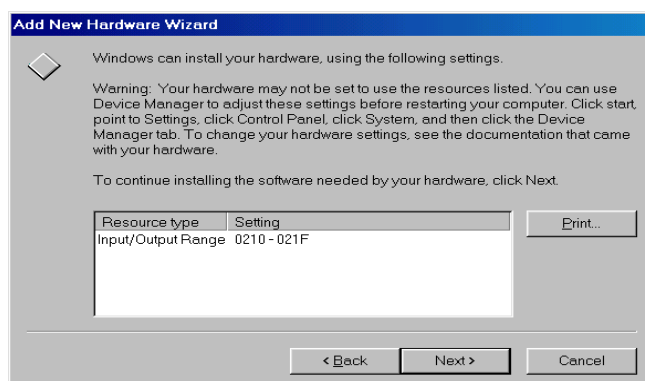 Add New Hardware Wizard
Windows can install your hardware, using the following settings.
Warning: Your hardware may not be set to use the resources listed. You can use
Device Manager to adjust these settings before restarting your computer. Click start,
point to Settings, click Control Panel, click System, and then click the Device
Manager tab. To change your hardware settings, see the documentation that came
with your hardware.
To continue installing the software needed by your hardware, click Next.
Resource type Setting
Input/Output Range 0210 - 021F
Print...
< Back Next > Cancel